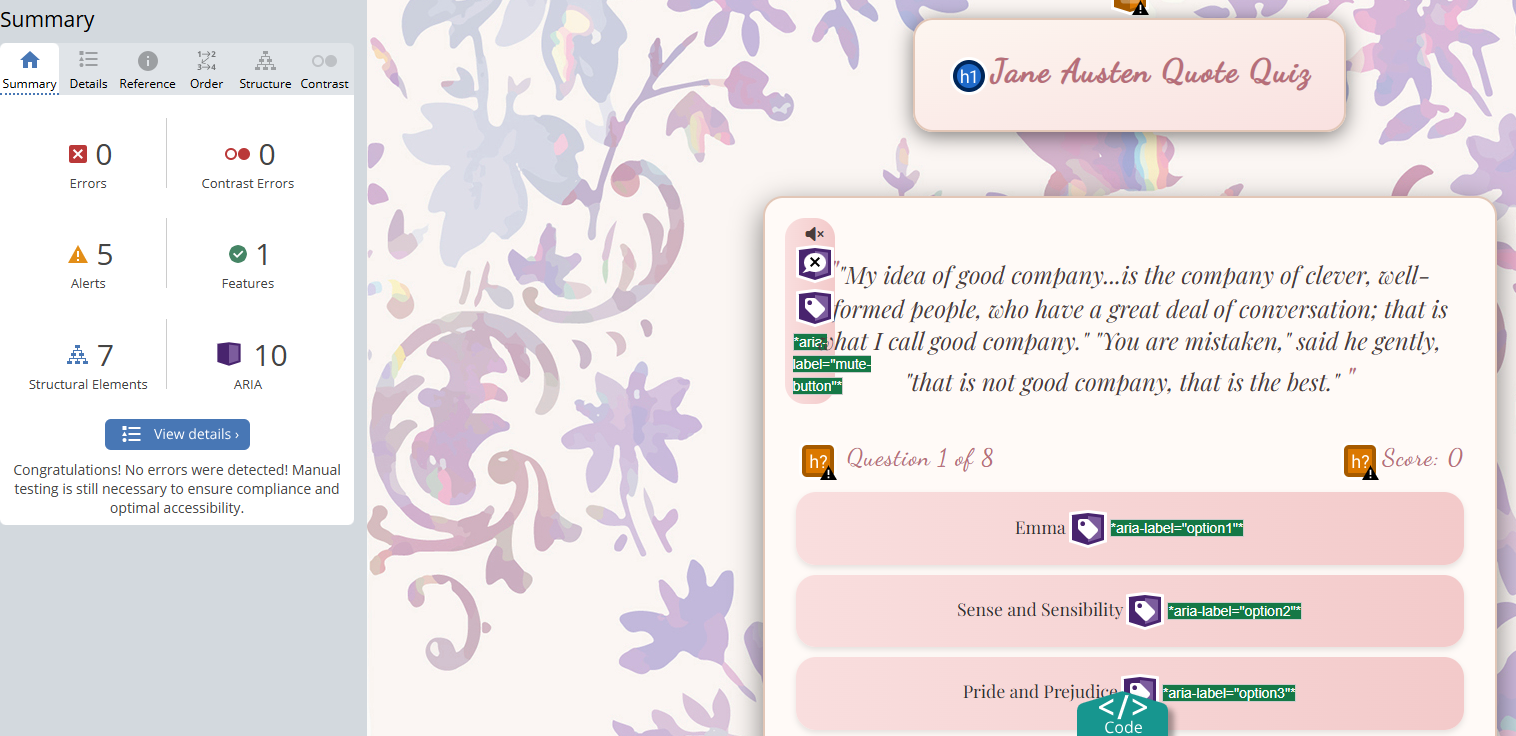 Summary
Summary Details Reference Order Structure Contrast
0 Errors
0 Contrast Errors
5 Alerts
1 Features
7 Structural Elements
10 ARIA
View details ›
Congratulations! No errors were detected! Manual
testing is still necessary to ensure compliance and
optimal accessibility.
h1 Jane Austen Quote Quiz
""My idea of good company...is the company of clever, well-
formed people, who have a great deal of conversation; that is
what I call good company." "You are mistaken," said he gently,
"that is not good company, that is the best." "
*aria-
label="mute-
button"*
h? Question 1 of 8
h? Score: 0
Emma *aria-label="option1"*
Sense and Sensibility *aria-label="option2"*
Pride and Prejudice *aria-label="option3"*
</>
Code